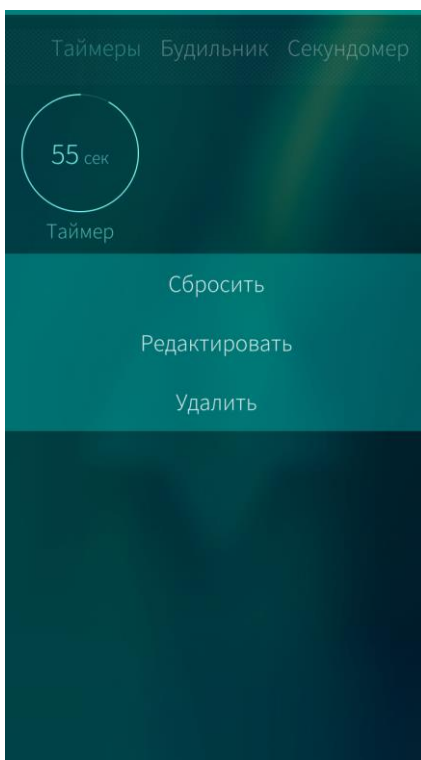 Таймеры Будильник Секундомер
55 сек
Таймер
Сбросить
Редактировать
Удалить